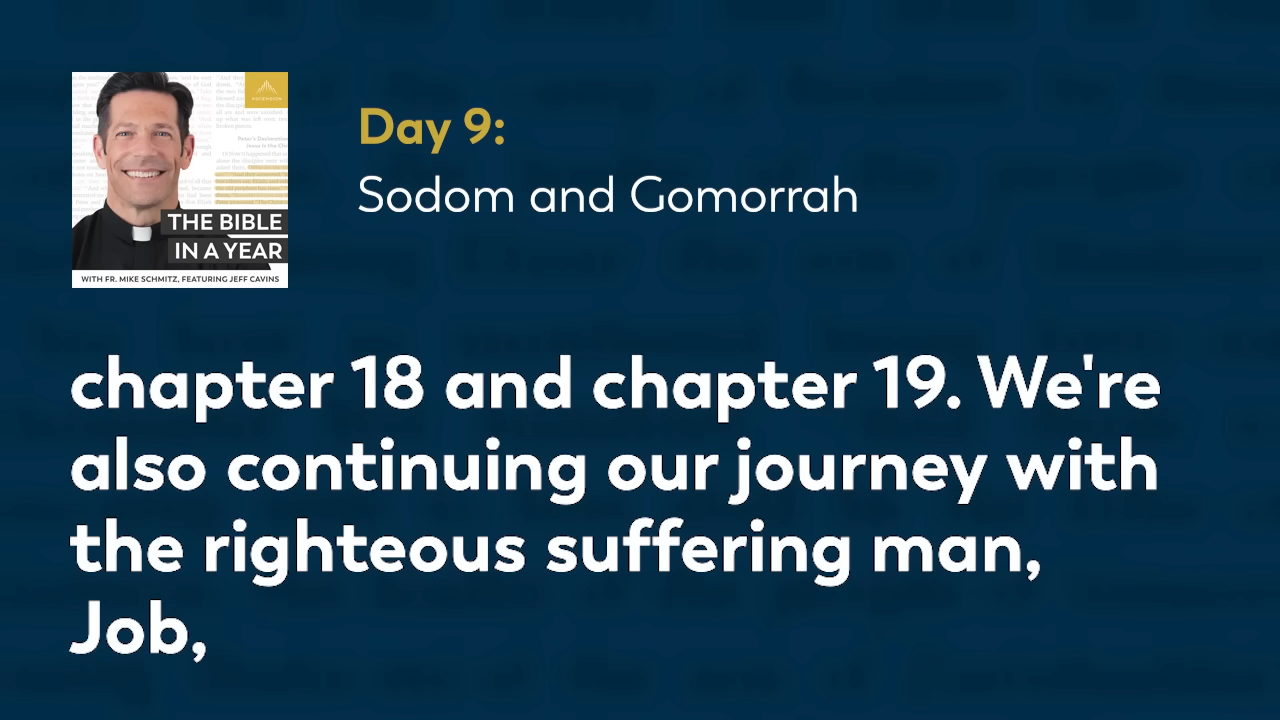 ASCENSION
THE BIBLE
IN A YEAR
WITH FR. MIKE SCHMITZ, FEATURING JEFF CAVINS
Day 9:
Sodom and Gomorrah
chapter 18 and chapter 19. We're
also continuing our journey with
the righteous suffering man,
Job,